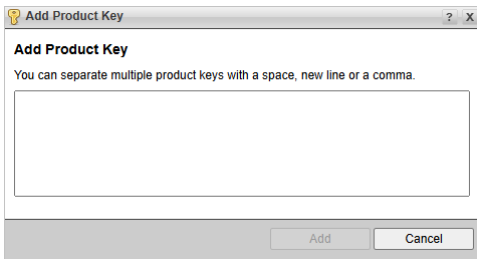 Add Product Key
? X
Add Product Key
You can separate multiple product keys with a space, new line or a comma.
Add Cancel